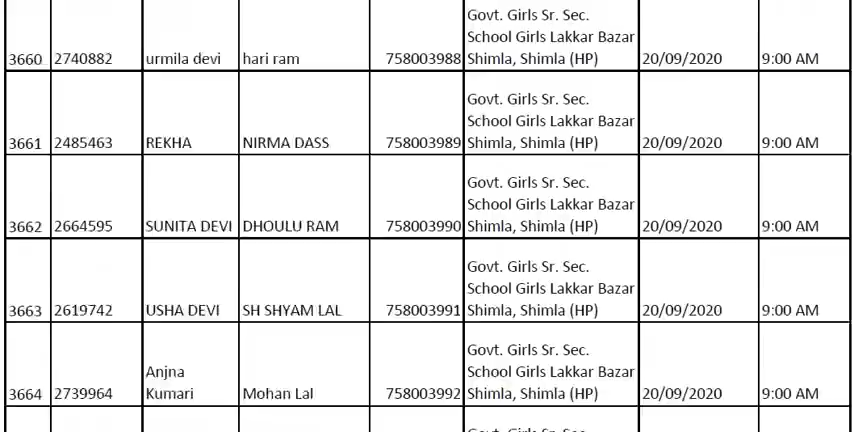 Govt. Girls Sr. Sec.
School Girls Lakkar Bazar
3660 2740882 urmila devi hari ram 758003988 Shimla, Shimla (HP) 20/09/2020 9:00 AM
Govt. Girls Sr. Sec.
School Girls Lakkar Bazar
3661 2485463 REKHA NIRMA DASS 758003989 Shimla, Shimla (HP) 20/09/2020 9:00 AM
Govt. Girls Sr. Sec.
School Girls Lakkar Bazar
3662 2664595 SUNITA DEVI DHOULU RAM 758003990 Shimla, Shimla (HP) 20/09/2020 9:00 AM
Govt. Girls Sr. Sec.
School Girls Lakkar Bazar
3663 2619742 USHA DEVI SH SHYAM LAL 758003991 Shimla, Shimla (HP) 20/09/2020 9:00 AM
Govt. Girls Sr. Sec.
Anjna School Girls Lakkar Bazar
3664 2739964 Kumari Mohan Lal 758003992 Shimla, Shimla (HP) 20/09/2020 9:00 AM
Govt. Girls Sr. Sec.